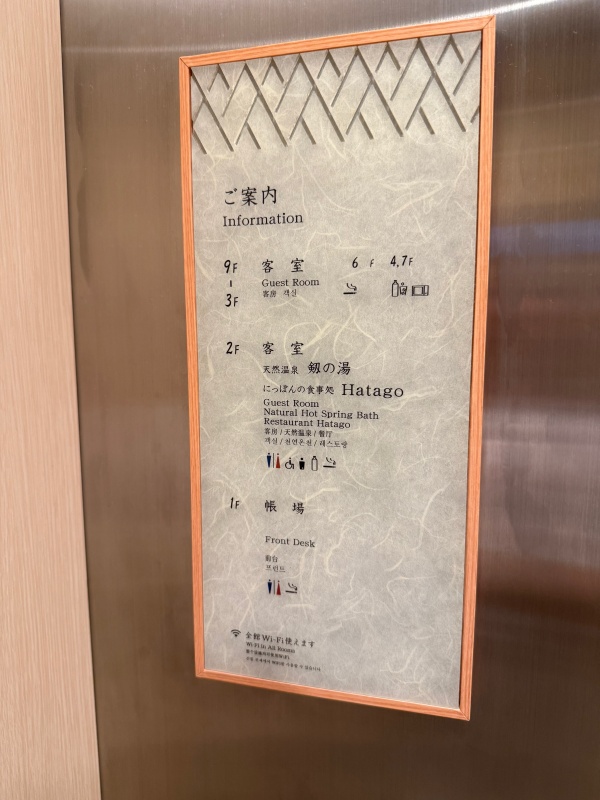 ご案内
Information
9F 客室 6F 4,7F
Guest Room
客房 객실
3F
2F 客室
天然温泉 剱の湯
にっぽんの食事処 Hatago
Guest Room
Natural Hot Spring Bath
Restaurant Hatago
客房/天然温泉/餐厅
객실/천연온천/레스토랑
1F 帳場
Front Desk
前台
프런트
全館Wi-Fi使えます
Wi-Fi in All Rooms